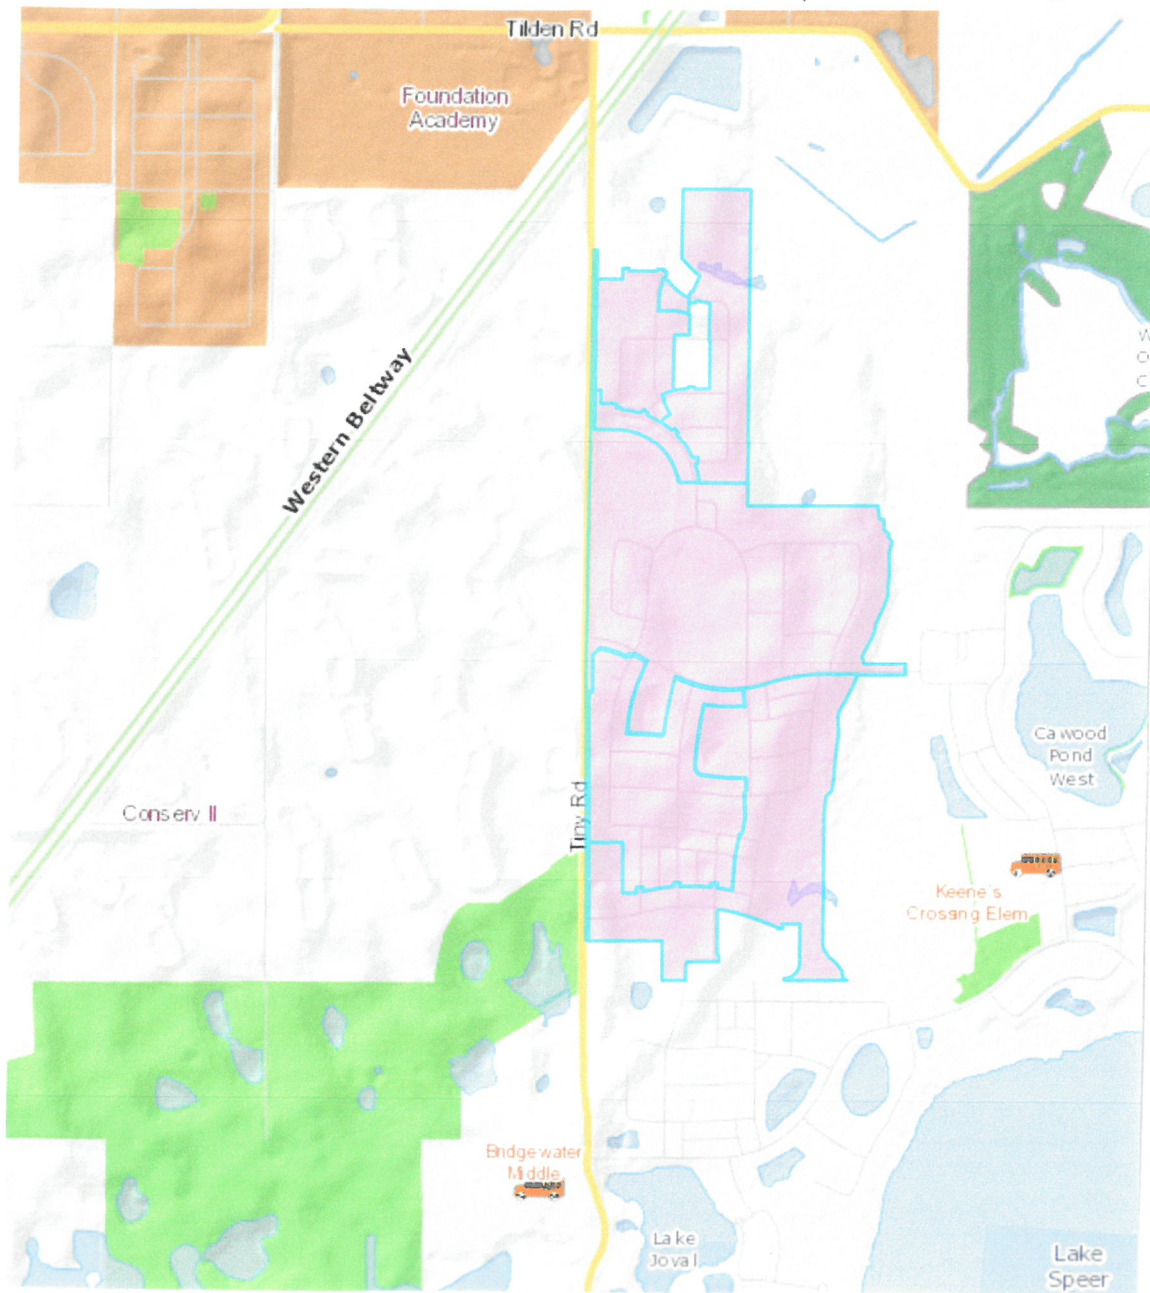 Tilden Rd
Foundation
Academy
Western Beltway
Tiny Rd
Cawood
Pond
West
Conserv II
Keene's
Crossing Elem
Bridgewater
Middle
Lake
Joval
Lake
Speer